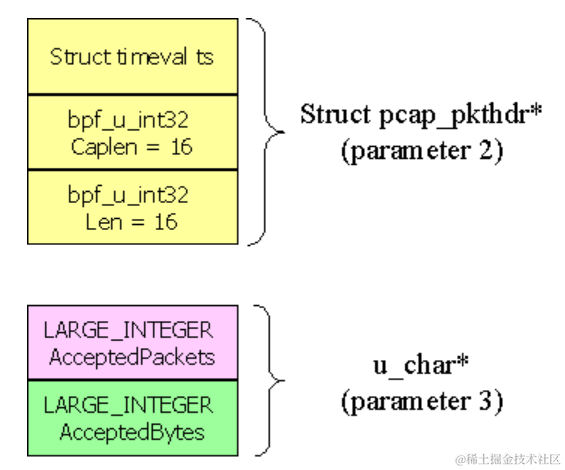 Struct timeval ts
bpf_u_int32
Caplen = 16
bpf_u_int32
Len = 16
Struct pcap_pkthdr*
(parameter 2)
LARGE_INTEGER
AcceptedPackets
LARGE_INTEGER
AcceptedBytes
u_char*
(parameter 3)
@稀土掘金技术社区